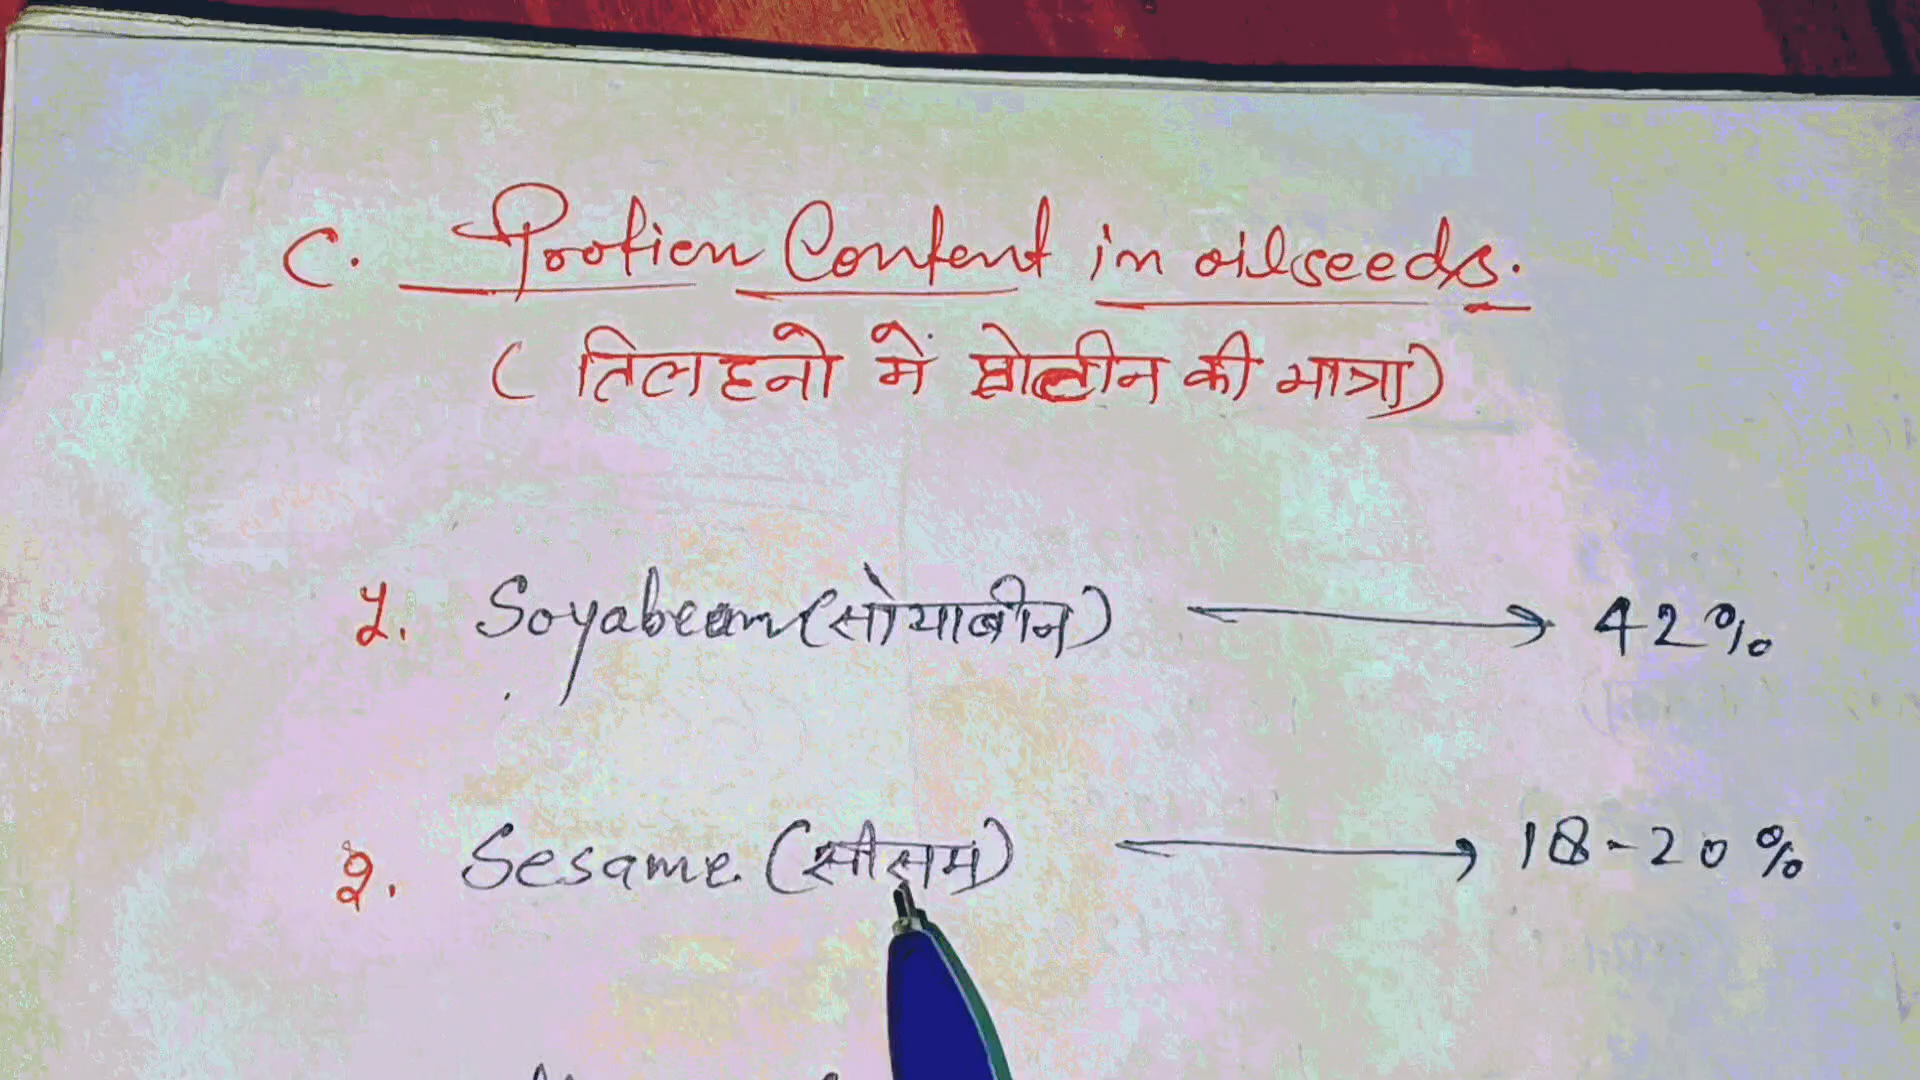 C. Protien Content in oilseeds.
( तिलहनो में प्रोटीन की मात्रा)
1. Soyabean (सोयाबीन) → 42%
2. Sesame. (सीसम) → 18-20%